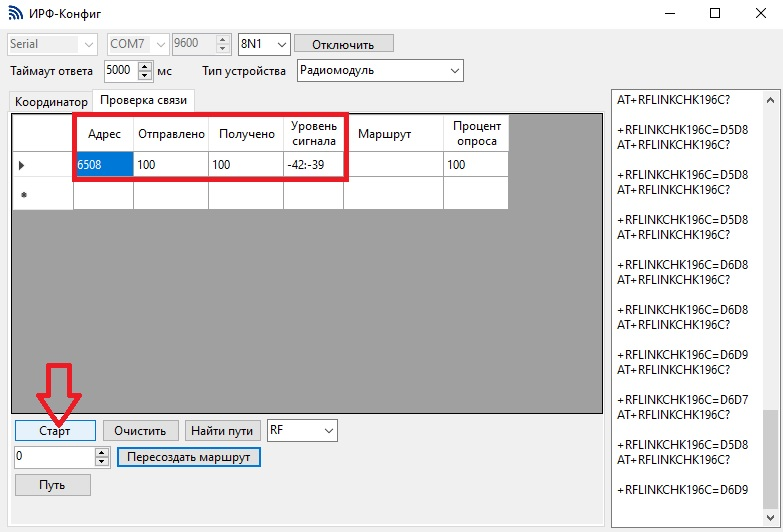 ИРФ-Конфиг
Serial COM7 9600 8N1 Отключить
Таймаут ответа 5000 мс Тип устройства Радиомодуль
Координатор Проверка связи
Адрес Отправлено Получено Уровень сигнала Маршрут Процент опроса
6508 100 100 -42:-39 100
Старт Очистить Найти пути RF
0 Пересоздать маршрут
Путь
AT+RFLINKCHK196C?
+RFLINKCHK196C=D5D8
AT+RFLINKCHK196C?
+RFLINKCHK196C=D5D8
AT+RFLINKCHK196C?
+RFLINKCHK196C=D5D8
AT+RFLINKCHK196C?
+RFLINKCHK196C=D6D8
AT+RFLINKCHK196C?
+RFLINKCHK196C=D6D8
AT+RFLINKCHK196C?
+RFLINKCHK196C=D6D9
AT+RFLINKCHK196C?
+RFLINKCHK196C=D6D7
AT+RFLINKCHK196C?
+RFLINKCHK196C=D5D8
AT+RFLINKCHK196C?
+RFLINKCHK196C=D6D9